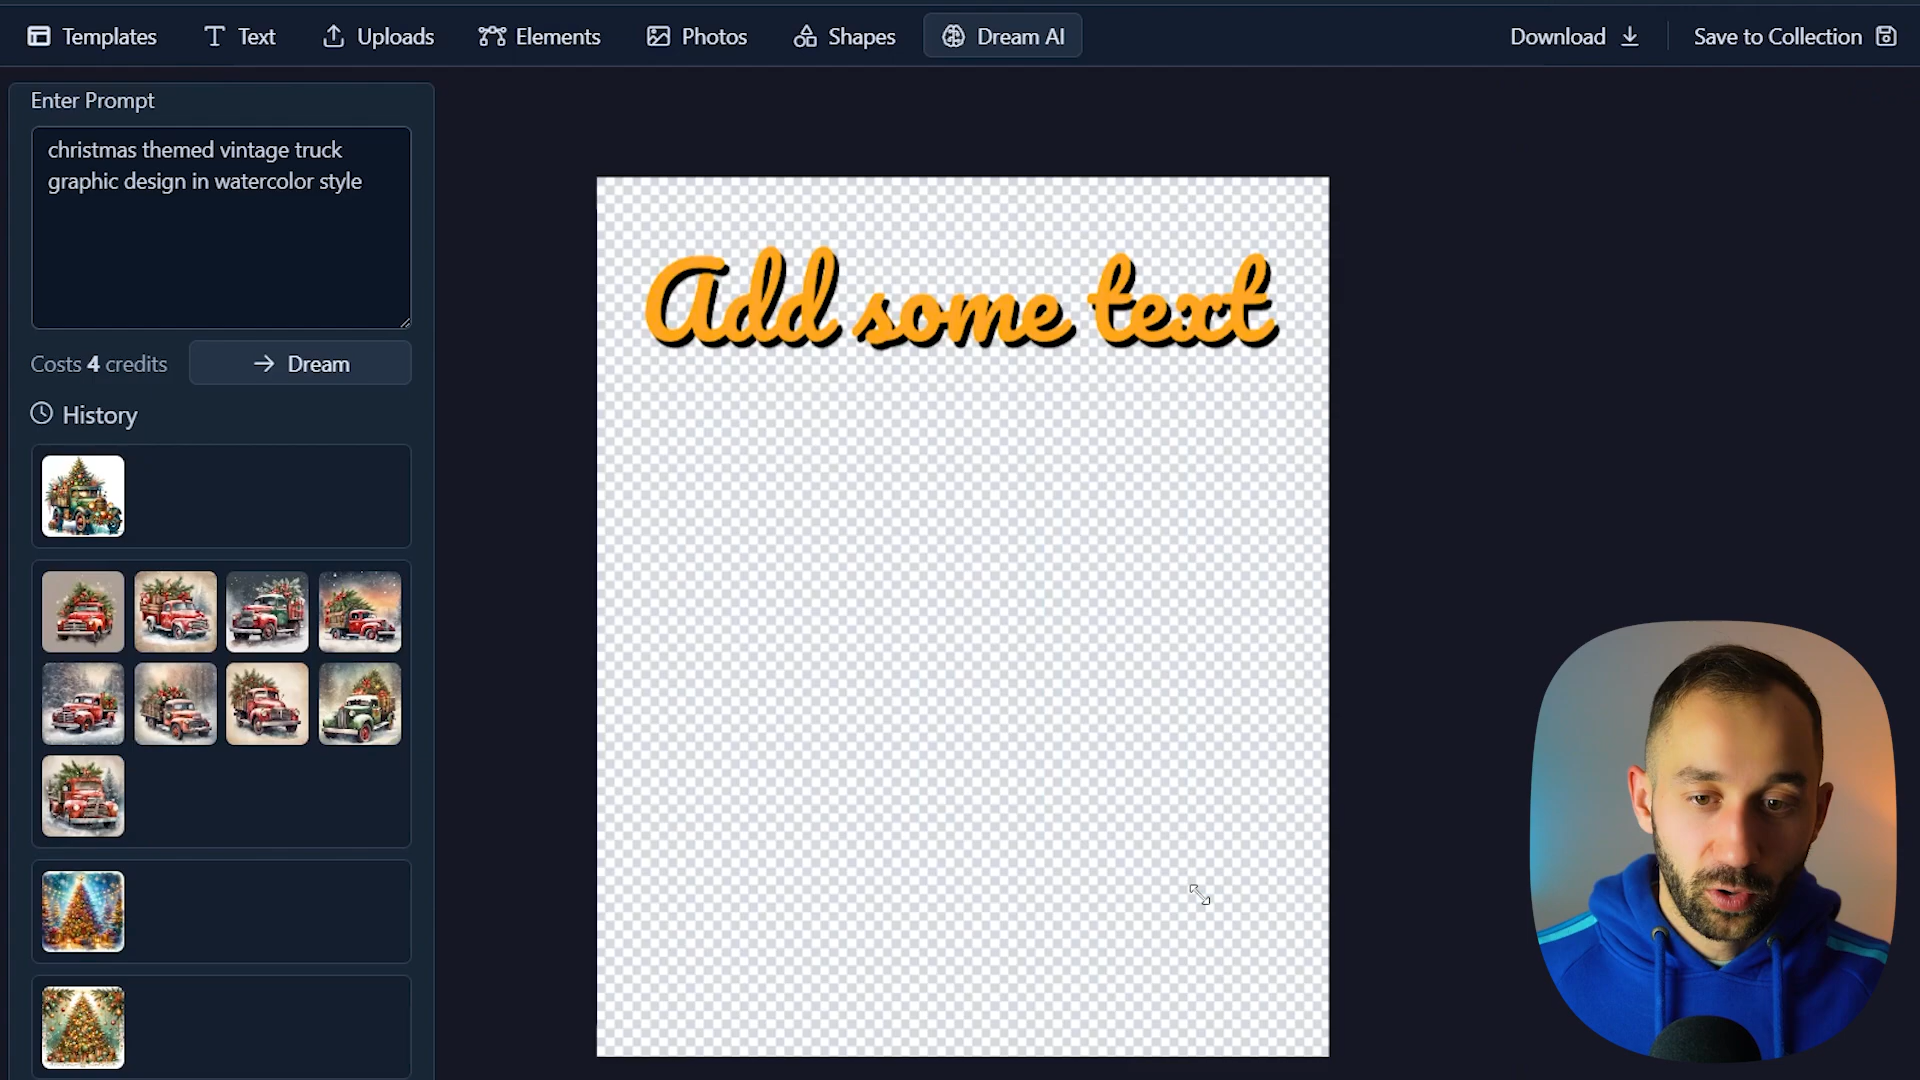 Templates
Text
Uploads
Elements
Photos
Shapes
Dream AI
Download
Save to Collection
Enter Prompt
christmas themed vintage truck
graphic design in watercolor style
Costs 4 credits
Dream
History
Add some text